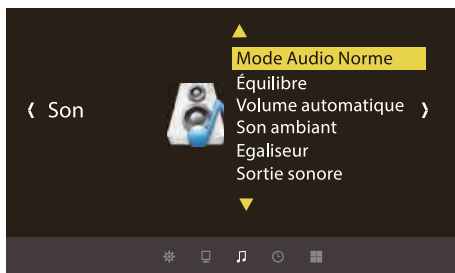 Son
Mode Audio Norme
Équilibre
Volume automatique
Son ambiant
Egaliseur
Sortie sonore